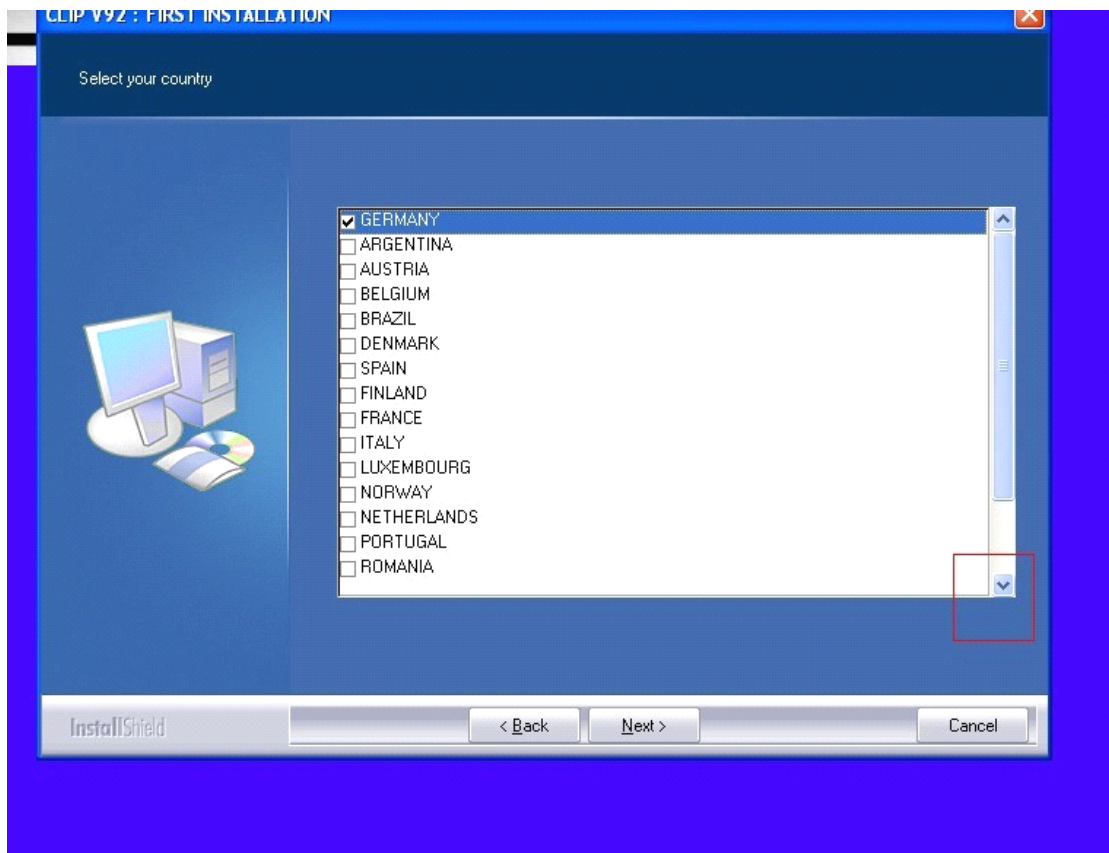 CLIP V92 : FIRST INSTALLATION
Select your country
GERMANY
ARGENTINA
AUSTRIA
BELGIUM
BRAZIL
DENMARK
SPAIN
FINLAND
FRANCE
ITALY
LUXEMBOURG
NORWAY
NETHERLANDS
PORTUGAL
ROMANIA
InstallShield
< Back
Next >
Cancel